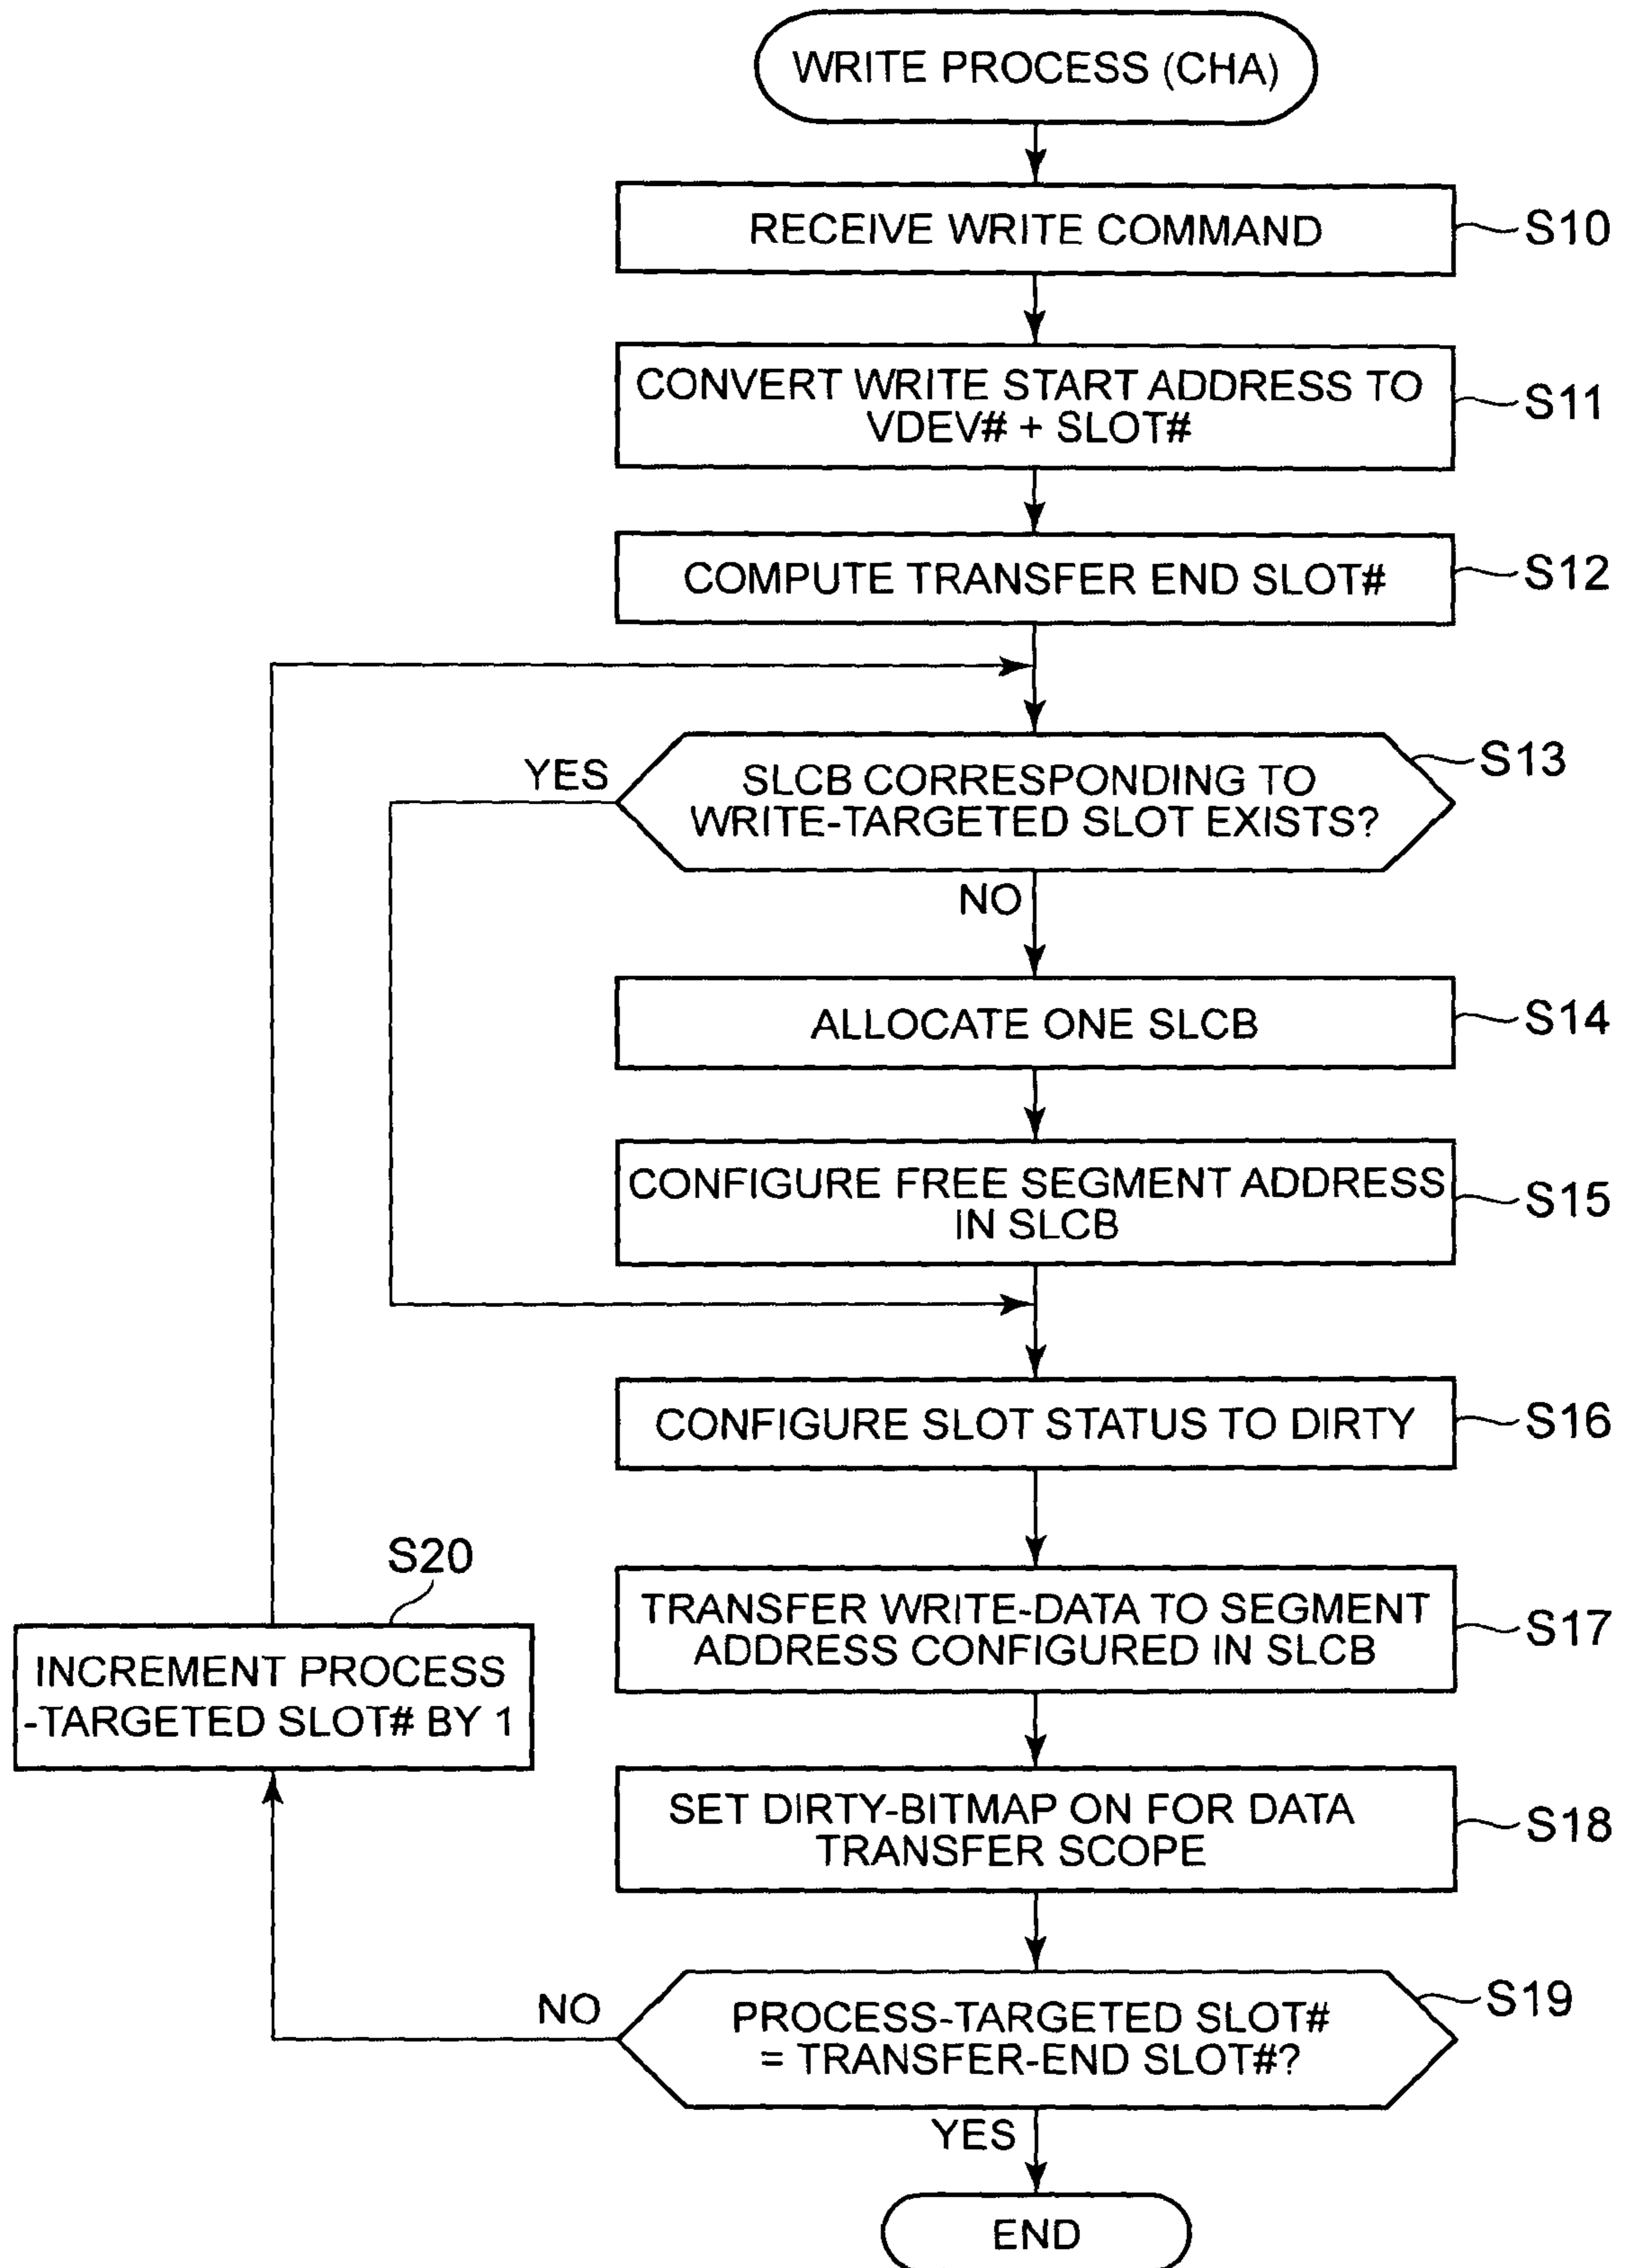 WRITE PROCESS (CHA)
RECEIVE WRITE COMMAND
S10
CONVERT WRITE START ADDRESS TO
VDEV# + SLOT#
S11
COMPUTE TRANSFER END SLOT#
S12
YES
SLCB CORRESPONDING TO
WRITE-TARGETED SLOT EXISTS?
S13
NO
ALLOCATE ONE SLCB
S14
CONFIGURE FREE SEGMENT ADDRESS
IN SLCB
S15
CONFIGURE SLOT STATUS TO DIRTY
S16
S20
INCREMENT PROCESS
-TARGETED SLOT# BY 1
TRANSFER WRITE-DATA TO SEGMENT
ADDRESS CONFIGURED IN SLCB
S17
SET DIRTY-BITMAP ON FOR DATA
TRANSFER SCOPE
S18
NO
PROCESS-TARGETED SLOT#
= TRANSFER-END SLOT#?
S19
YES
END